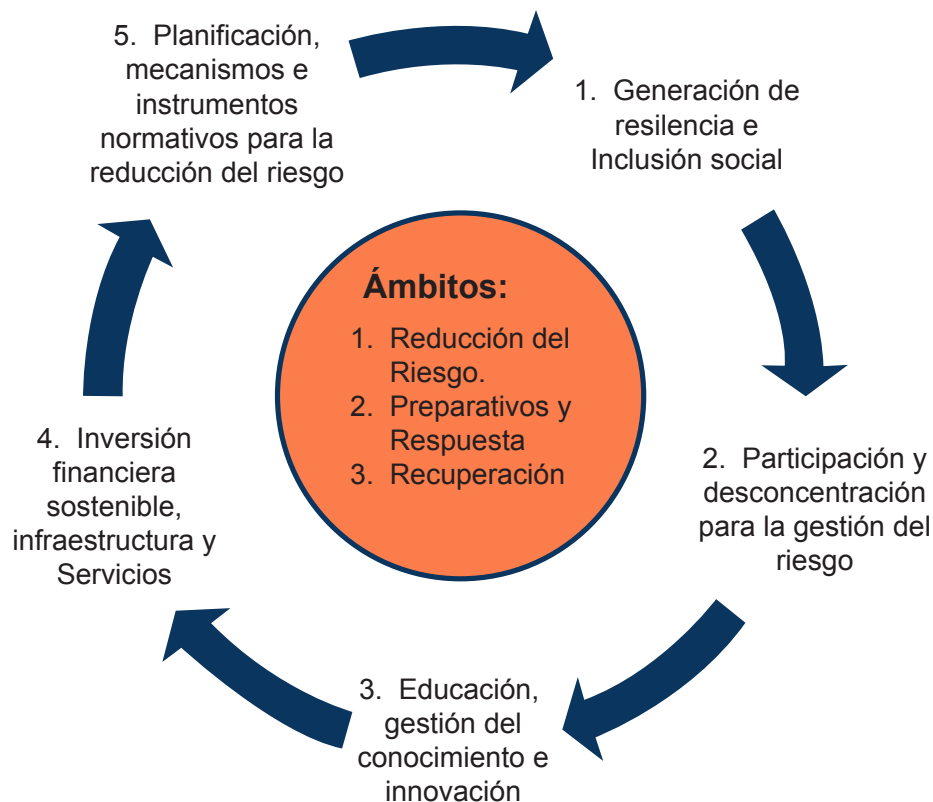 5. Planificación,
mecanismos e
instrumentos
normativos para la
reducción del riesgo
1. Generación de
resilencia e
Inclusión social
Ámbitos:
1. Reducción del
Riesgo.
2. Preparativos y
Respuesta
3. Recuperación
4. Inversión
financiera
sostenible,
infraestructura y
Servicios
2. Participación y
desconcentración
para la gestión del
riesgo
3. Educación,
gestión del
conocimiento e
innovación